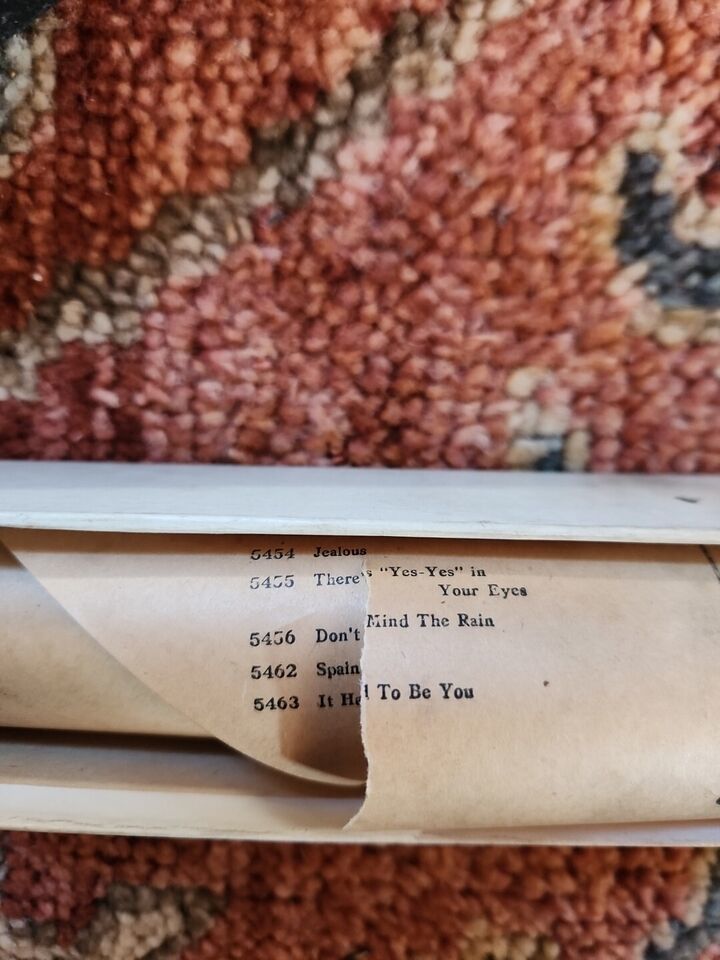 5454 Jealous
5455 There's "Yes-Yes" in
Your Eyes
5456 Don't Mind The Rain
5462 Spain
5463 It Had To Be You